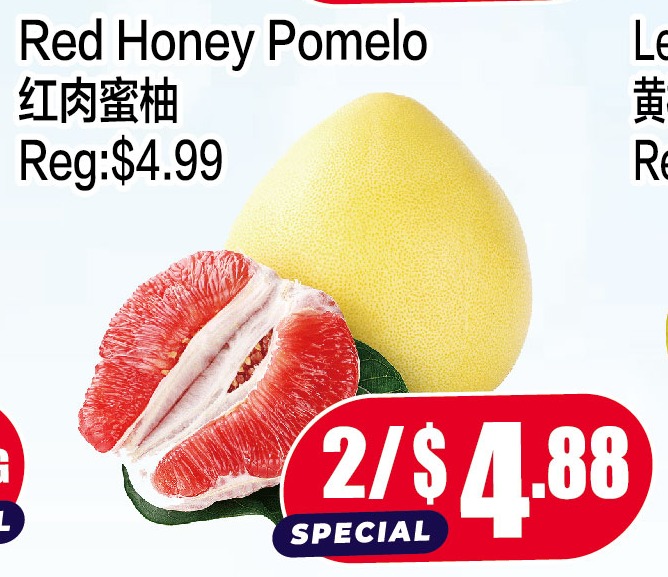 Red Honey Pomelo
红肉蜜柚
Reg:$4.99
2/$4.88
SPECIAL